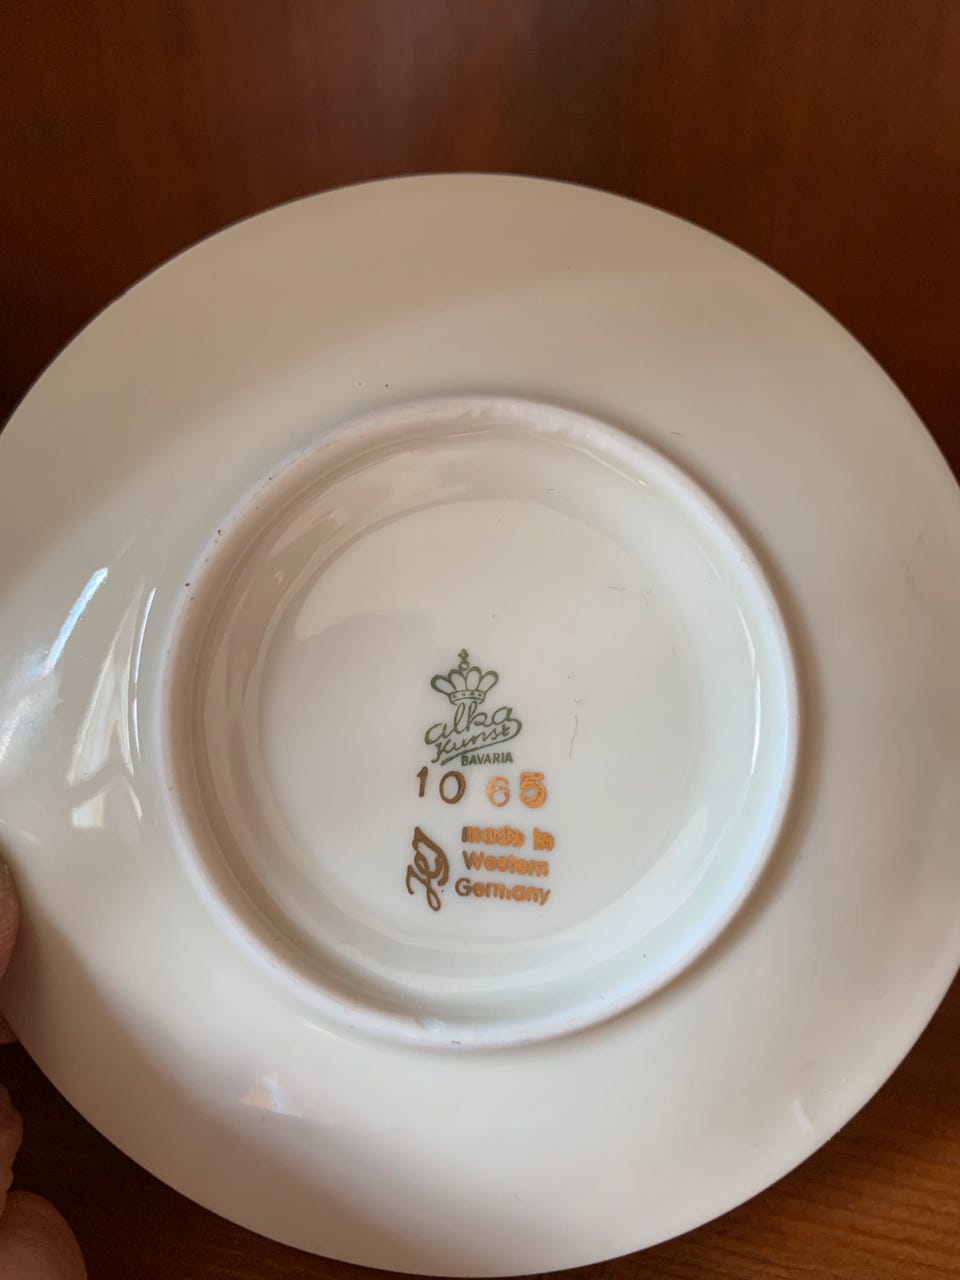 alka
Kunst
BAVARIA
10 65
made in
Western
Germany